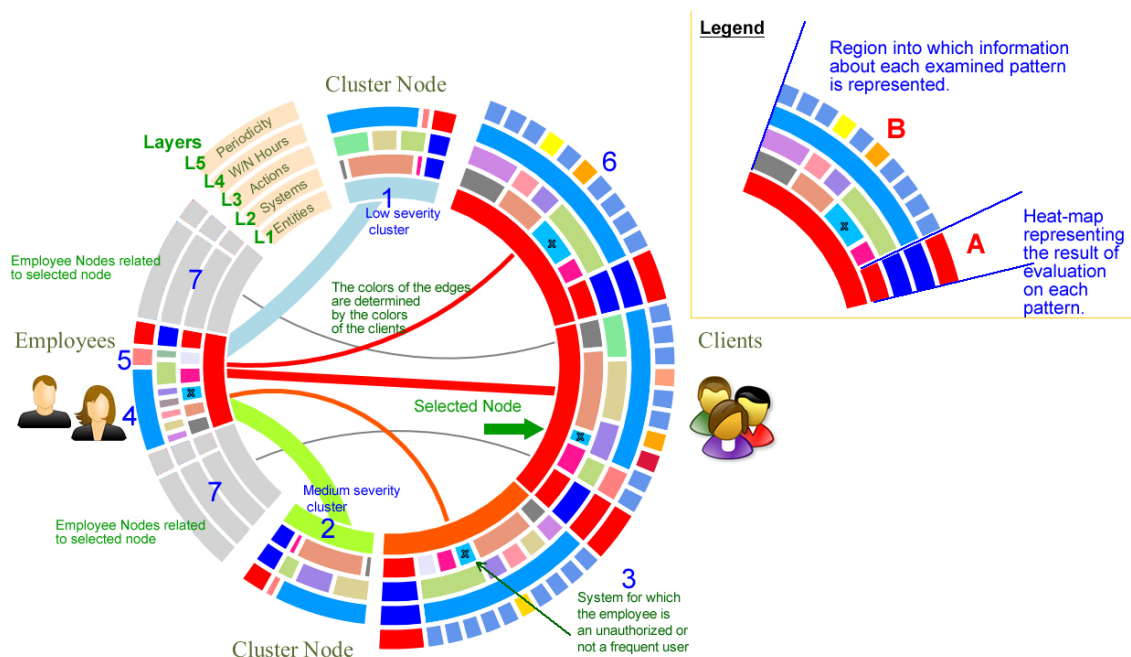 Legend
Region into which information
about each examined pattern
is represented.
B
A
Heat-map
representing
the result of
evaluation
on each
pattern.
Cluster Node
Layers
L5
Periodicity
L4
W/N Hours
L3
Actions
L2
Systems
L1
Entities
1
Low severity
cluster
6
Employee Nodes related
to selected node
7
The colors of the edges
are determined
by the colors
of the clients
Employees
Clients
5
4
X
X
X
Selected Node
7
Medium severity
cluster
2
Employee Nodes related
to selected node
X
3
System for which
the employee is
an unauthorized or
not a frequent user
Cluster Node
X